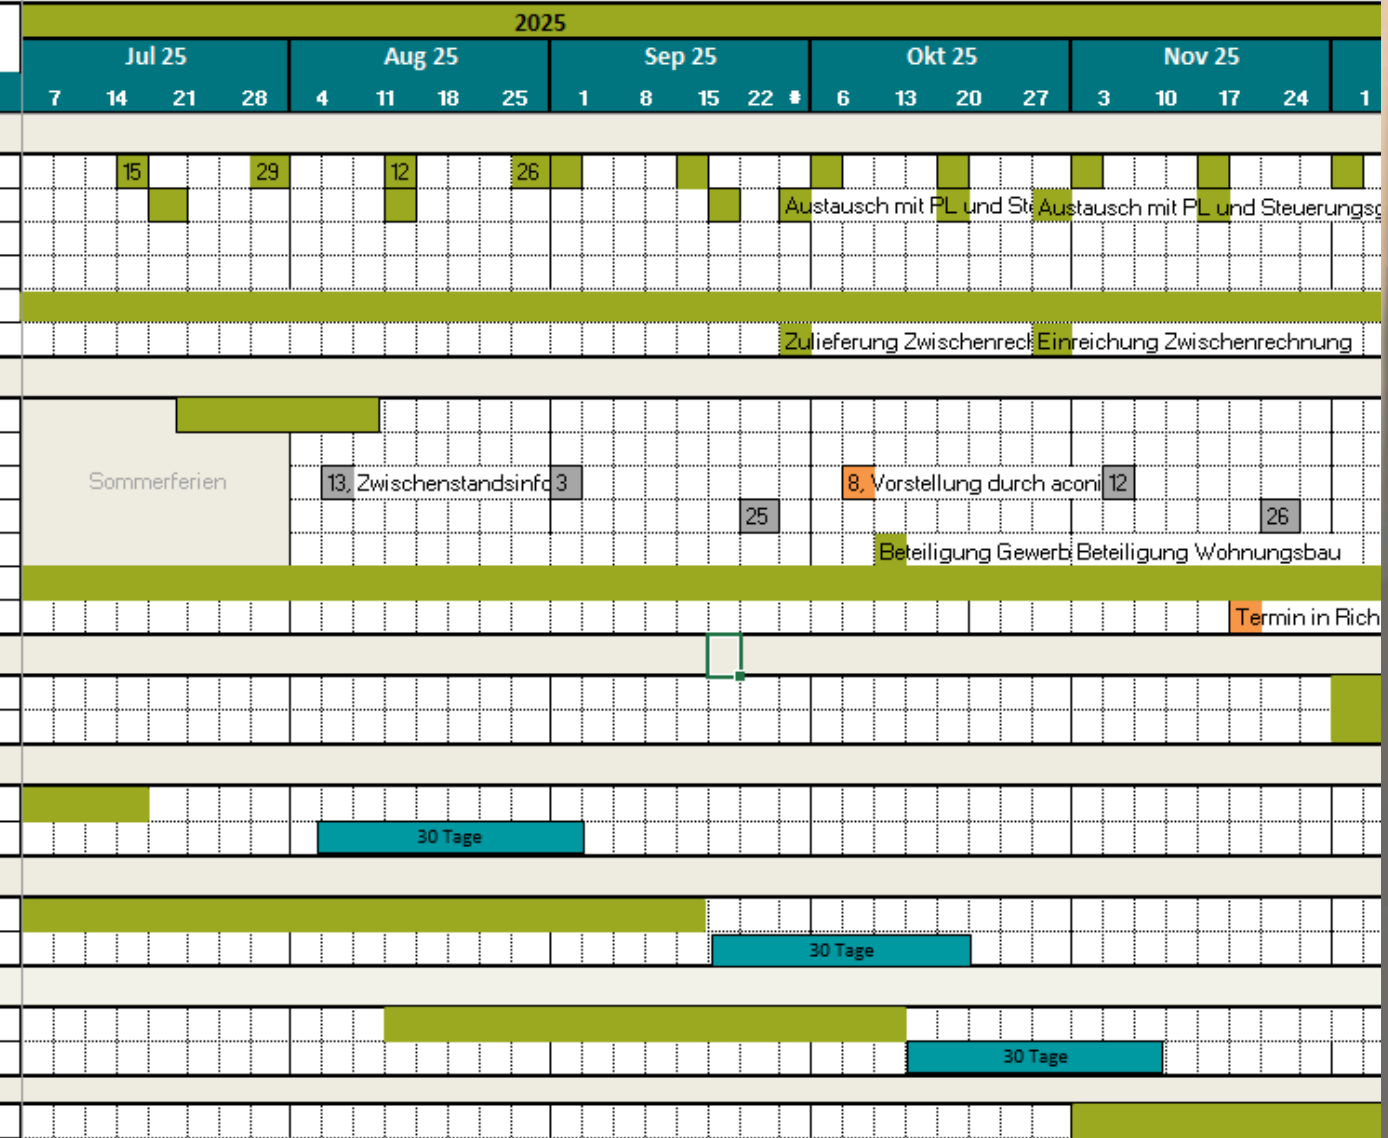 2025
Jul 25 Aug 25 Sep 25 Okt 25 Nov 25
7 14 21 28 4 11 18 25 1 8 15 22 # 6 13 20 27 3 10 17 24 1
15 29 12 26
Austausch mit PL und Ste Austausch mit PL und Steuerungsg
Zulieferung Zwischenrech Einreichung Zwischenrechnung
Sommerferien 13, Zwischenstandsinfo 3 8, Vorstellung durch aconi 12
25 26
Beteiligung Gewerb Beteiligung Wohnungsbau
Termin in Rich
30 Tage
30 Tage
30 Tage